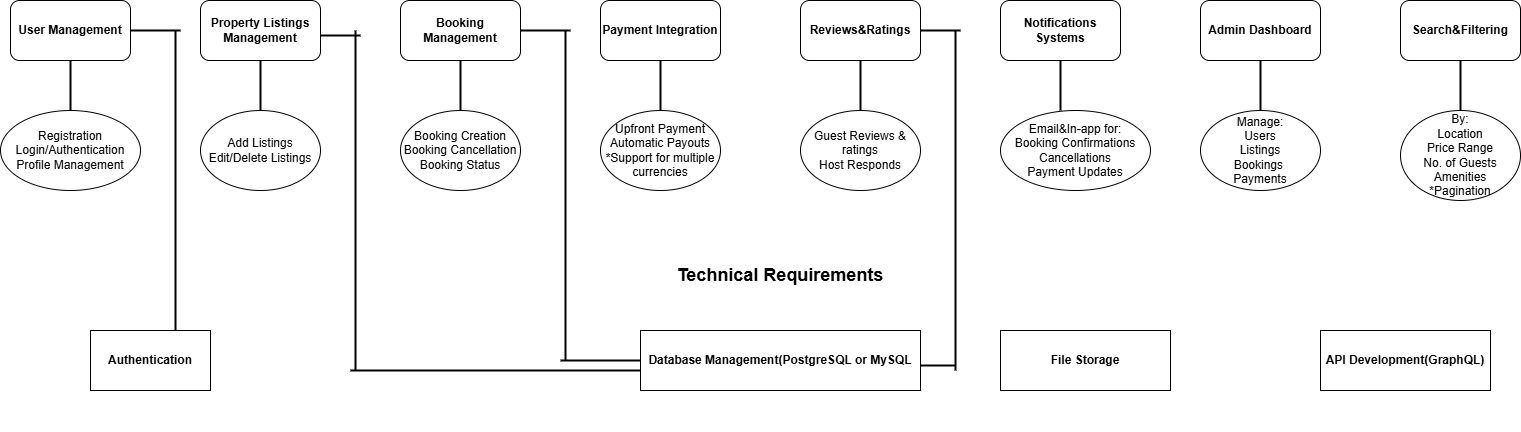 User Management
Property Listings
Management
Booking
Management
Payment Integration
Reviews&Ratings
Notifications
Systems
Admin Dashboard
Search&Filtering
Registration
Login/Authentication
Profile Management
Add Listings
Edit/Delete Listings
Booking Creation
Booking Cancellation
Booking Status
Upfront Payment
Automatic Payouts
*Support for multiple
currencies
Guest Reviews &
ratings
Host Responds
Email&In-app for:
Booking Confirmations
Cancellations
Payment Updates
Manage:
Users
Listings
Bookings
Payments
By:
Location
Price Range
No. of Guests
Amenities
*Pagination
Technical Requirements
Authentication
Database Management(PostgreSQL or MySQL
File Storage
API Development(GraphQL)